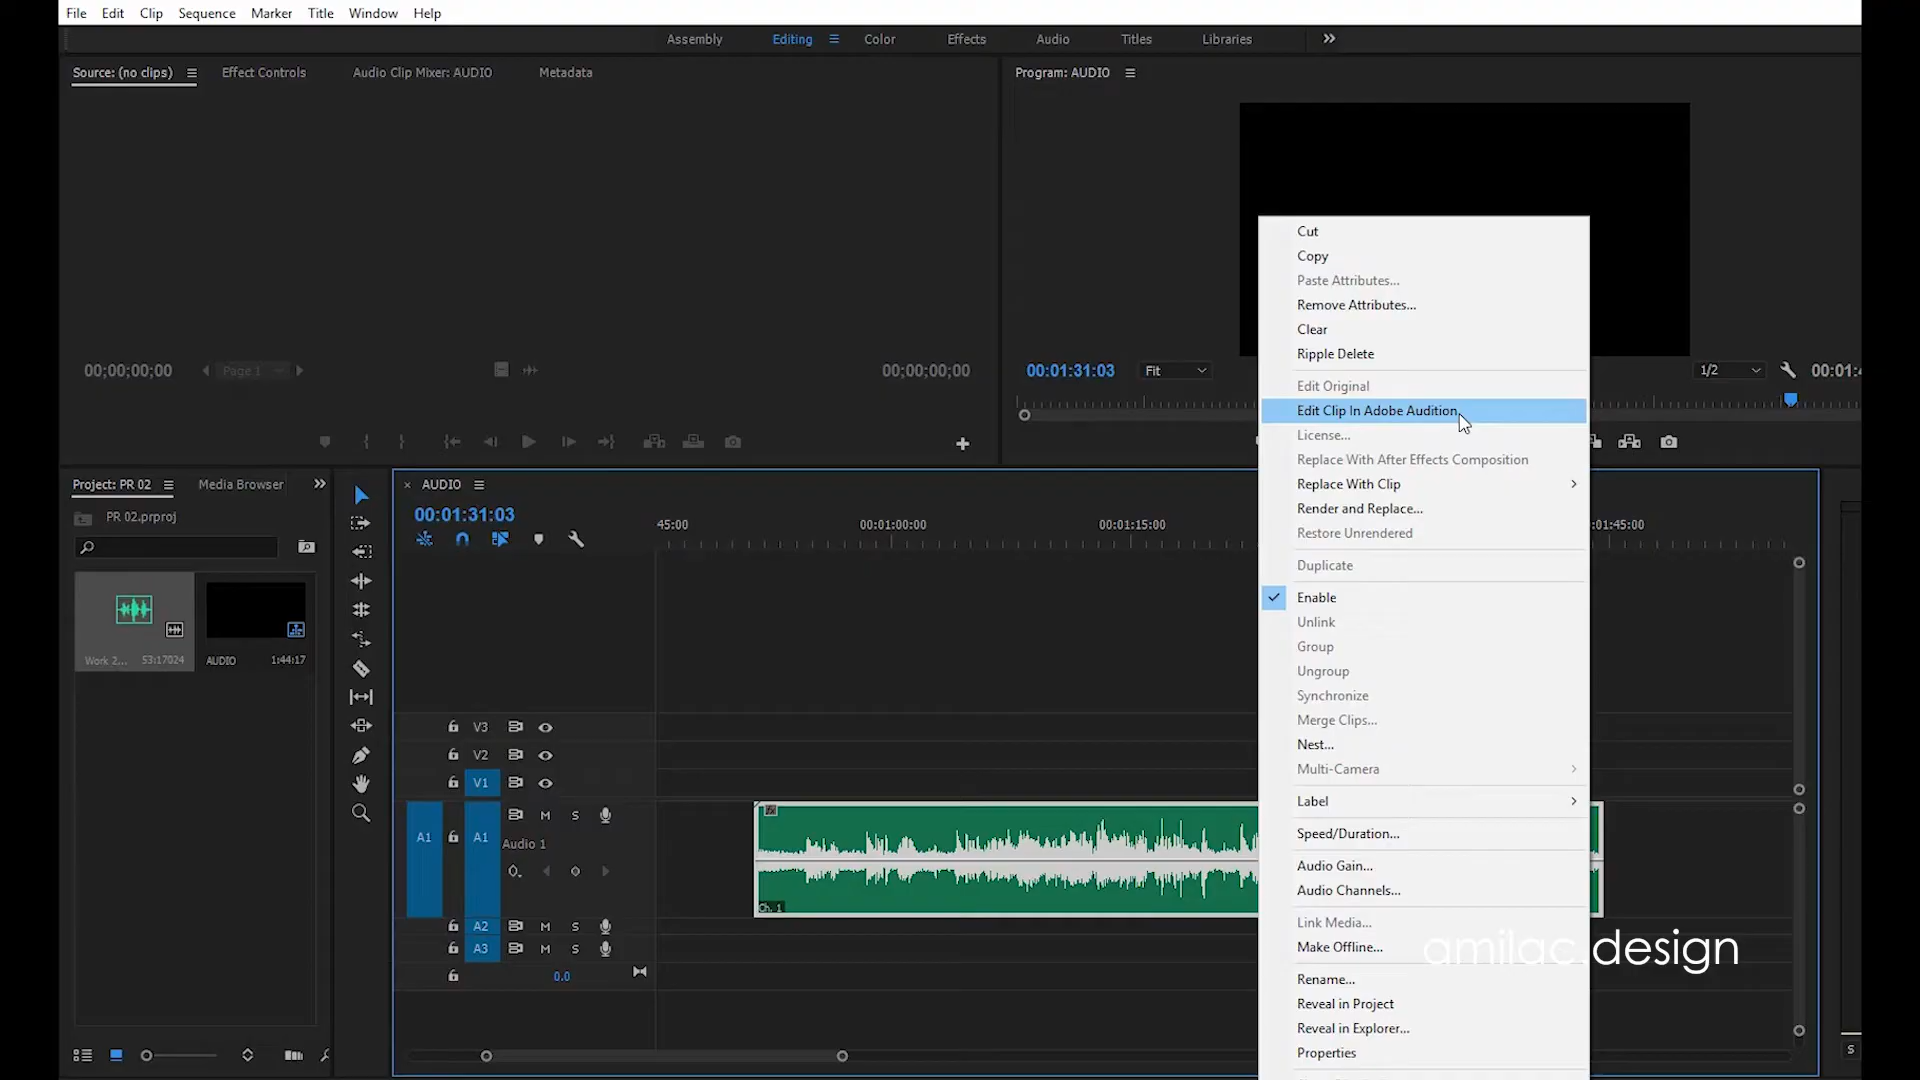 File Edit Clip Sequence Marker Title Window Help
Assembly Editing Color Effects Audio Titles Libraries
Source: (no clips) Effect Controls Audio Clip Mixer: AUDIO Metadata
Program: AUDIO
00;00;00;00 Page 1 00;00;00;00
00:01:31:03 Fit 1/2
Cut
Copy
Paste Attributes...
Remove Attributes...
Clear
Ripple Delete
Edit Original
Edit Clip In Adobe Audition
License...
Replace With After Effects Composition
Replace With Clip
Render and Replace...
Restore Unrendered
Duplicate
Enable
Unlink
Group
Ungroup
Synchronize
Merge Clips...
Nest...
Multi-Camera
Label
Speed/Duration...
Audio Gain...
Audio Channels...
Link Media...
Make Offline...
Rename...
Reveal in Project
Reveal in Explorer...
Properties
Project: PR 02 Media Browser
PR 02.prproj
Work 2... 53:17024
AUDIO 1:44:17
AUDIO
00:01:31:03
45:00 00:01:00:00 00:01:15:00 01:45:00
V3
V2
V1
A1 A1 M S
Audio 1
Ch. 1
A2 M S
A3 M S
0.0
S
amilac.design